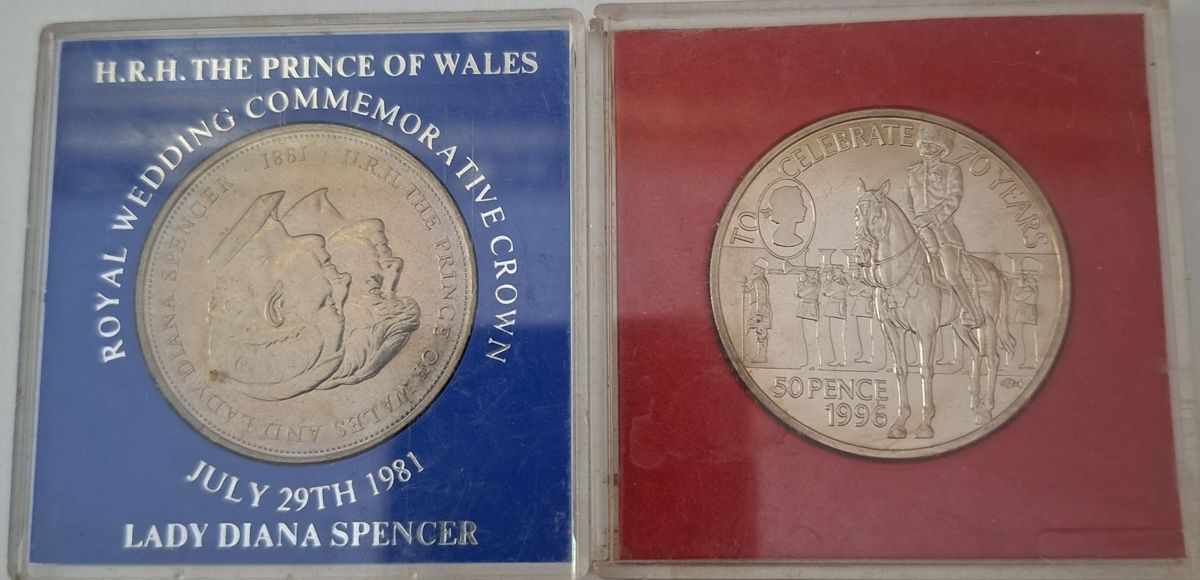 H.R.H. THE PRINCE OF WALES
ROYAL WEDDING COMMEMORATIVE CROWN
H.R.H. THE PRINCE OF WALES AND LADY DIANA SPENCER · 1981 ·
JULY 29TH 1981
LADY DIANA SPENCER
TO CELEBRATE 70 YEARS
50 PENCE
1996